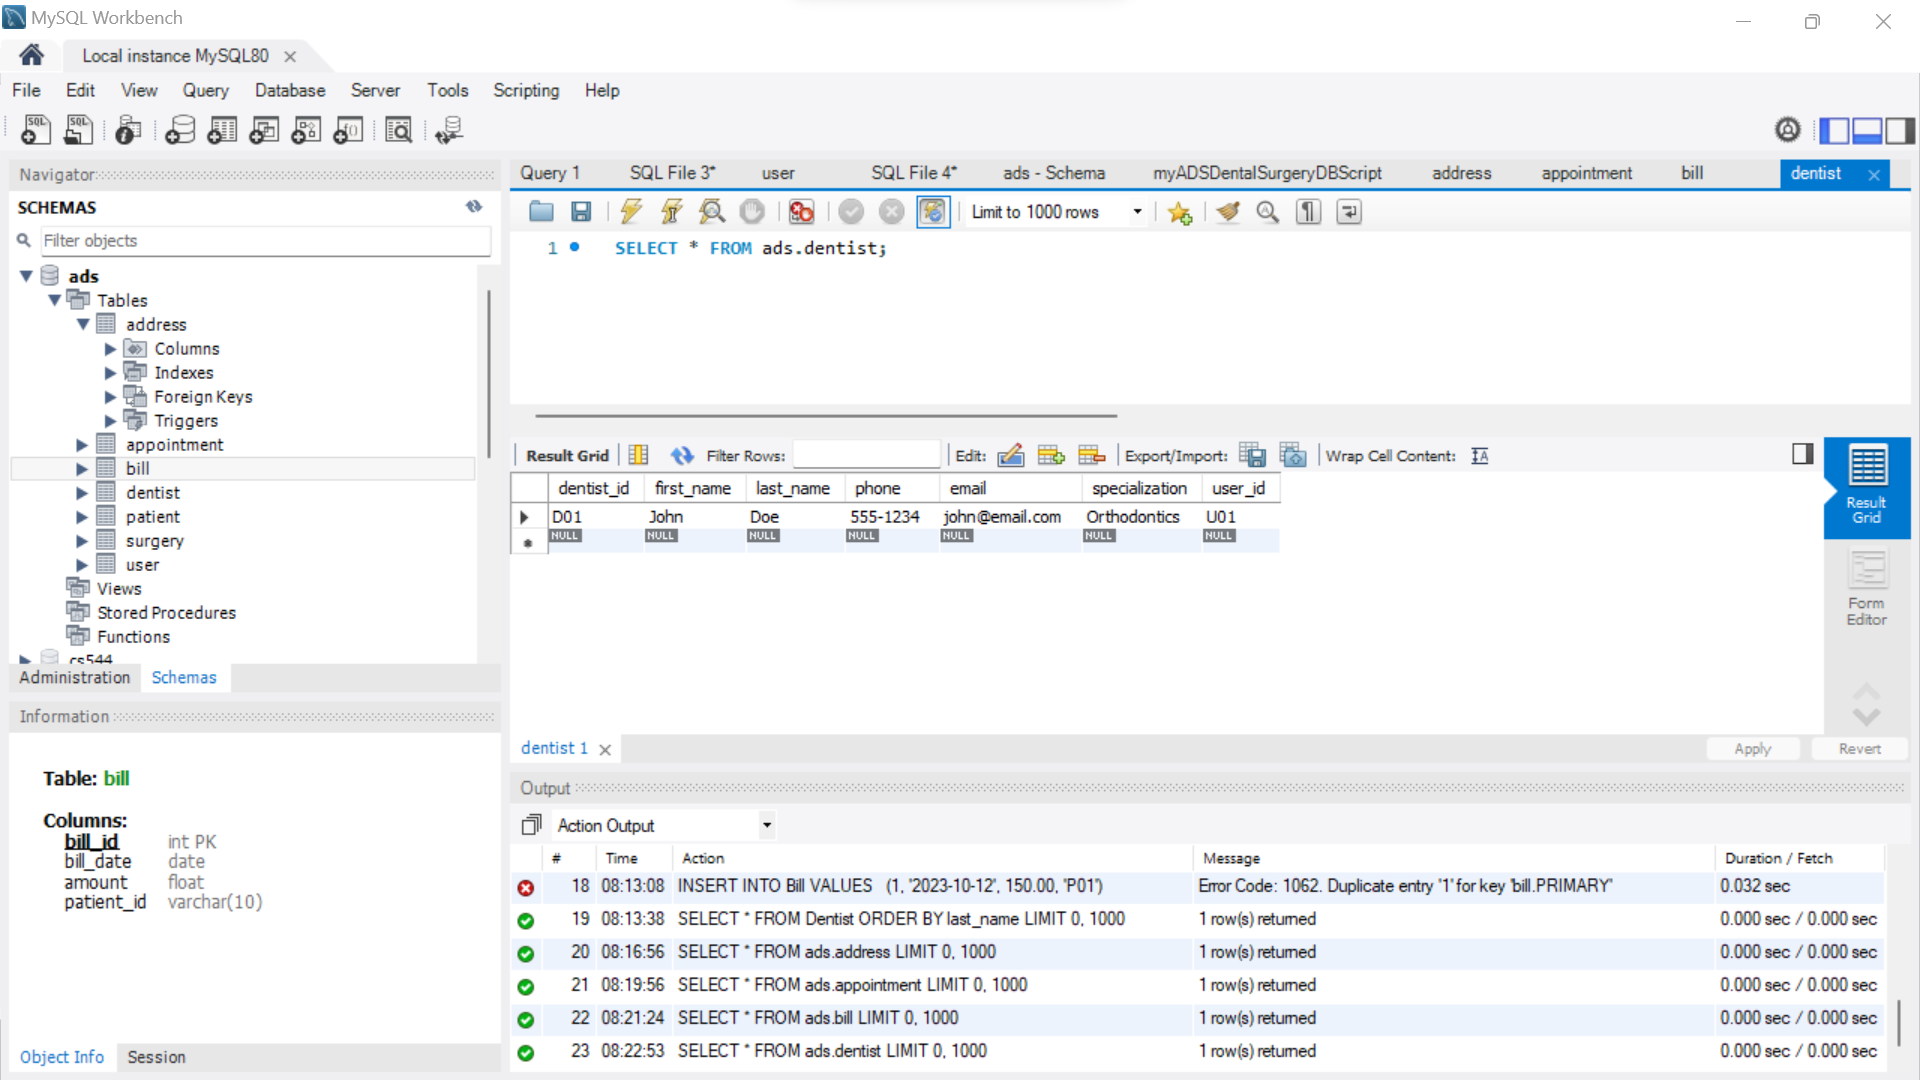 MySQL Workbench
Local instance MySQL80
File Edit View Query Database Server Tools Scripting Help
SQL SQL
Navigator
SCHEMAS
Filter objects
ads
Tables
address
Columns
Indexes
Foreign Keys
Triggers
appointment
bill
dentist
patient
surgery
user
Views
Stored Procedures
Functions
cs544
Administration Schemas
Information
Table: bill
Columns:
bill_id int PK
bill_date date
amount float
patient_id varchar(10)
Object Info Session
Query 1 SQL File 3* user SQL File 4* ads - Schema myADSDentalSurgeryDBScript address appointment bill dentist
Limit to 1000 rows
1 SELECT * FROM ads.dentist;
Result Grid Filter Rows: Edit: Export/Import: Wrap Cell Content:
dentist_id first_name last_name phone email specialization user_id
D01 John Doe 555-1234 john@email.com Orthodontics U01
NULL NULL NULL NULL NULL NULL NULL
Result
Grid
Form
Editor
dentist 1
Apply Revert
Output
Action Output
# Time Action Message Duration / Fetch
18 08:13:08 INSERT INTO Bill VALUES (1, '2023-10-12', 150.00, 'P01') Error Code: 1062. Duplicate entry '1' for key 'bill.PRIMARY' 0.032 sec
19 08:13:38 SELECT * FROM Dentist ORDER BY last_name LIMIT 0, 1000 1 row(s) returned 0.000 sec / 0.000 sec
20 08:16:56 SELECT * FROM ads.address LIMIT 0, 1000 1 row(s) returned 0.000 sec / 0.000 sec
21 08:19:56 SELECT * FROM ads.appointment LIMIT 0, 1000 1 row(s) returned 0.000 sec / 0.000 sec
22 08:21:24 SELECT * FROM ads.bill LIMIT 0, 1000 1 row(s) returned 0.000 sec / 0.000 sec
23 08:22:53 SELECT * FROM ads.dentist LIMIT 0, 1000 1 row(s) returned 0.000 sec / 0.000 sec